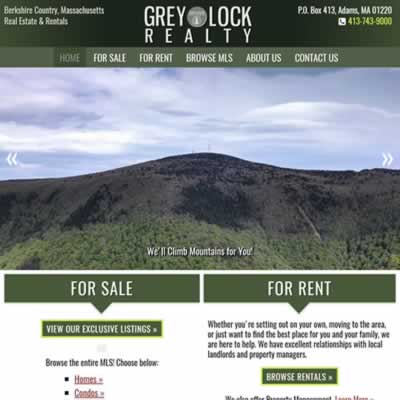 Berkshire Country, Massachusetts
Real Estate & Rentals
GREYLOCK
REALTY
P.O. Box 413, Adams, MA 01220
413-743-9000
HOME FOR SALE FOR RENT BROWSE MLS ABOUT US CONTACT US
« »
We'll Climb Mountains for You!
FOR SALE
VIEW OUR EXCLUSIVE LISTINGS »
Browse the entire MLS! Choose below:
Homes »
Condos »
FOR RENT
Whether you're setting out on your own, moving to the area,
or just want to find the best place for you and your family, we
are here to help. We have excellent relationships with local
landlords and property managers.
BROWSE RENTALS »
We also offer Property Management. Learn More »